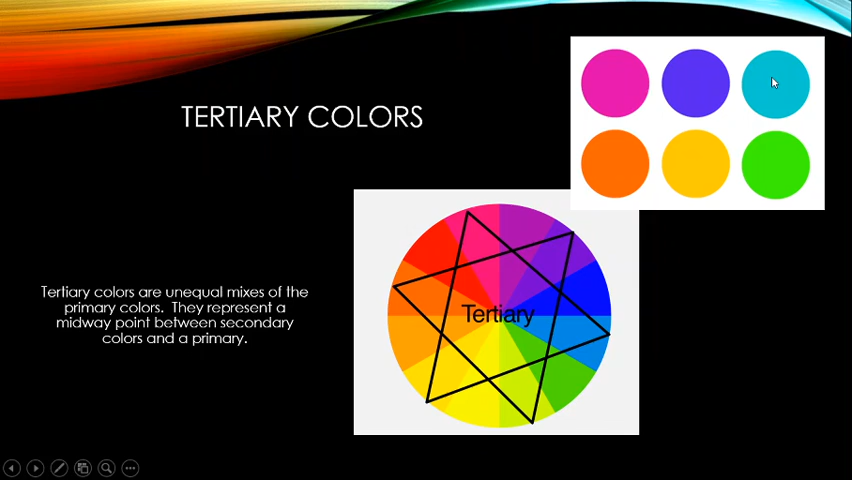 TERTIARY COLORS
Tertiary colors are unequal mixes of the
primary colors. They represent a
midway point between secondary
colors and a primary.
Tertiary